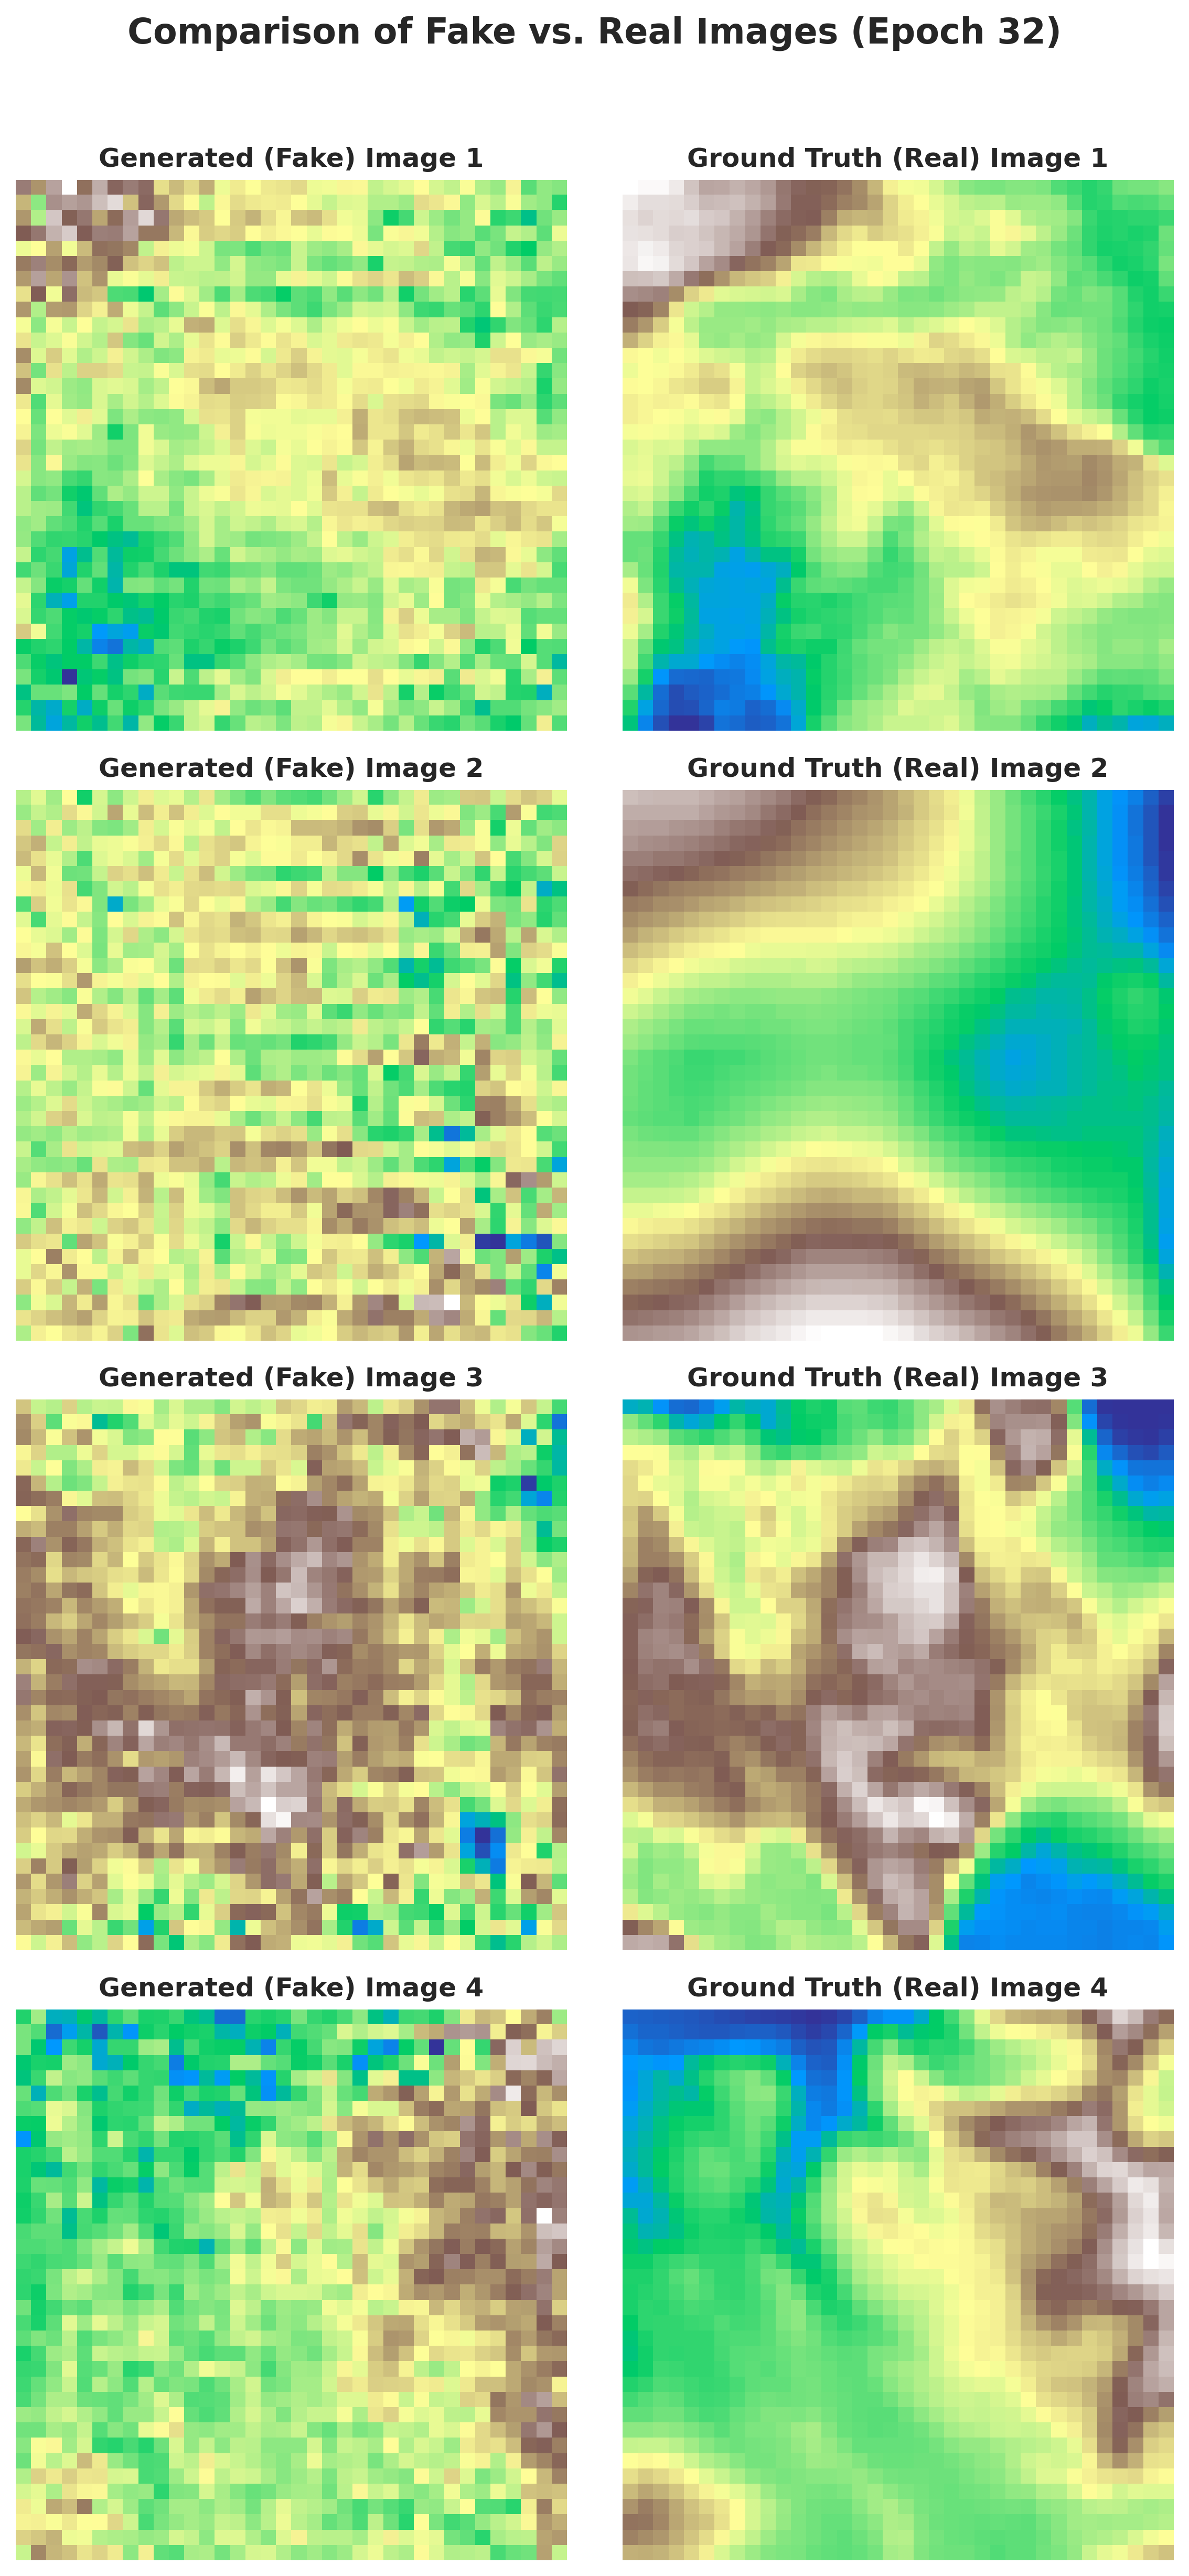 Comparison of Fake vs. Real Images (Epoch 32)
Generated (Fake) Image 1
Ground Truth (Real) Image 1
Generated (Fake) Image 2
Ground Truth (Real) Image 2
Generated (Fake) Image 3
Ground Truth (Real) Image 3
Generated (Fake) Image 4
Ground Truth (Real) Image 4